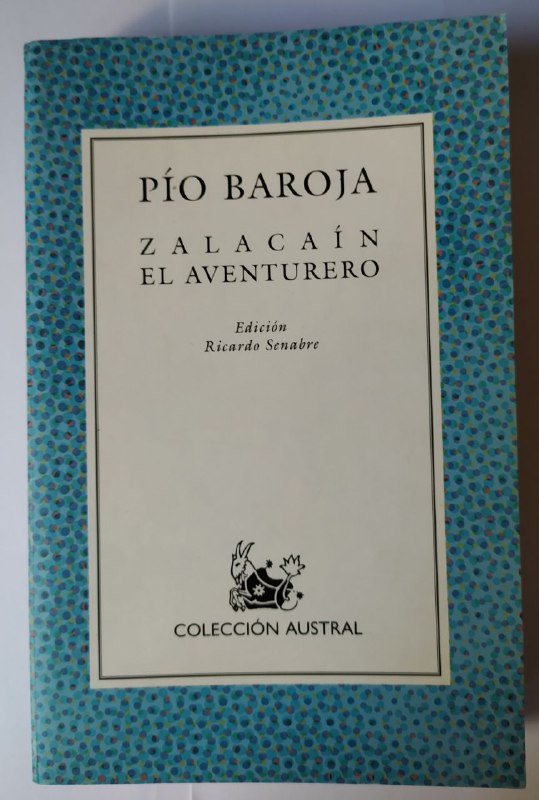 PÍO BAROJA
ZALACAÍN
EL AVENTURERO
Edición
Ricardo Senabre
COLECCIÓN AUSTRAL